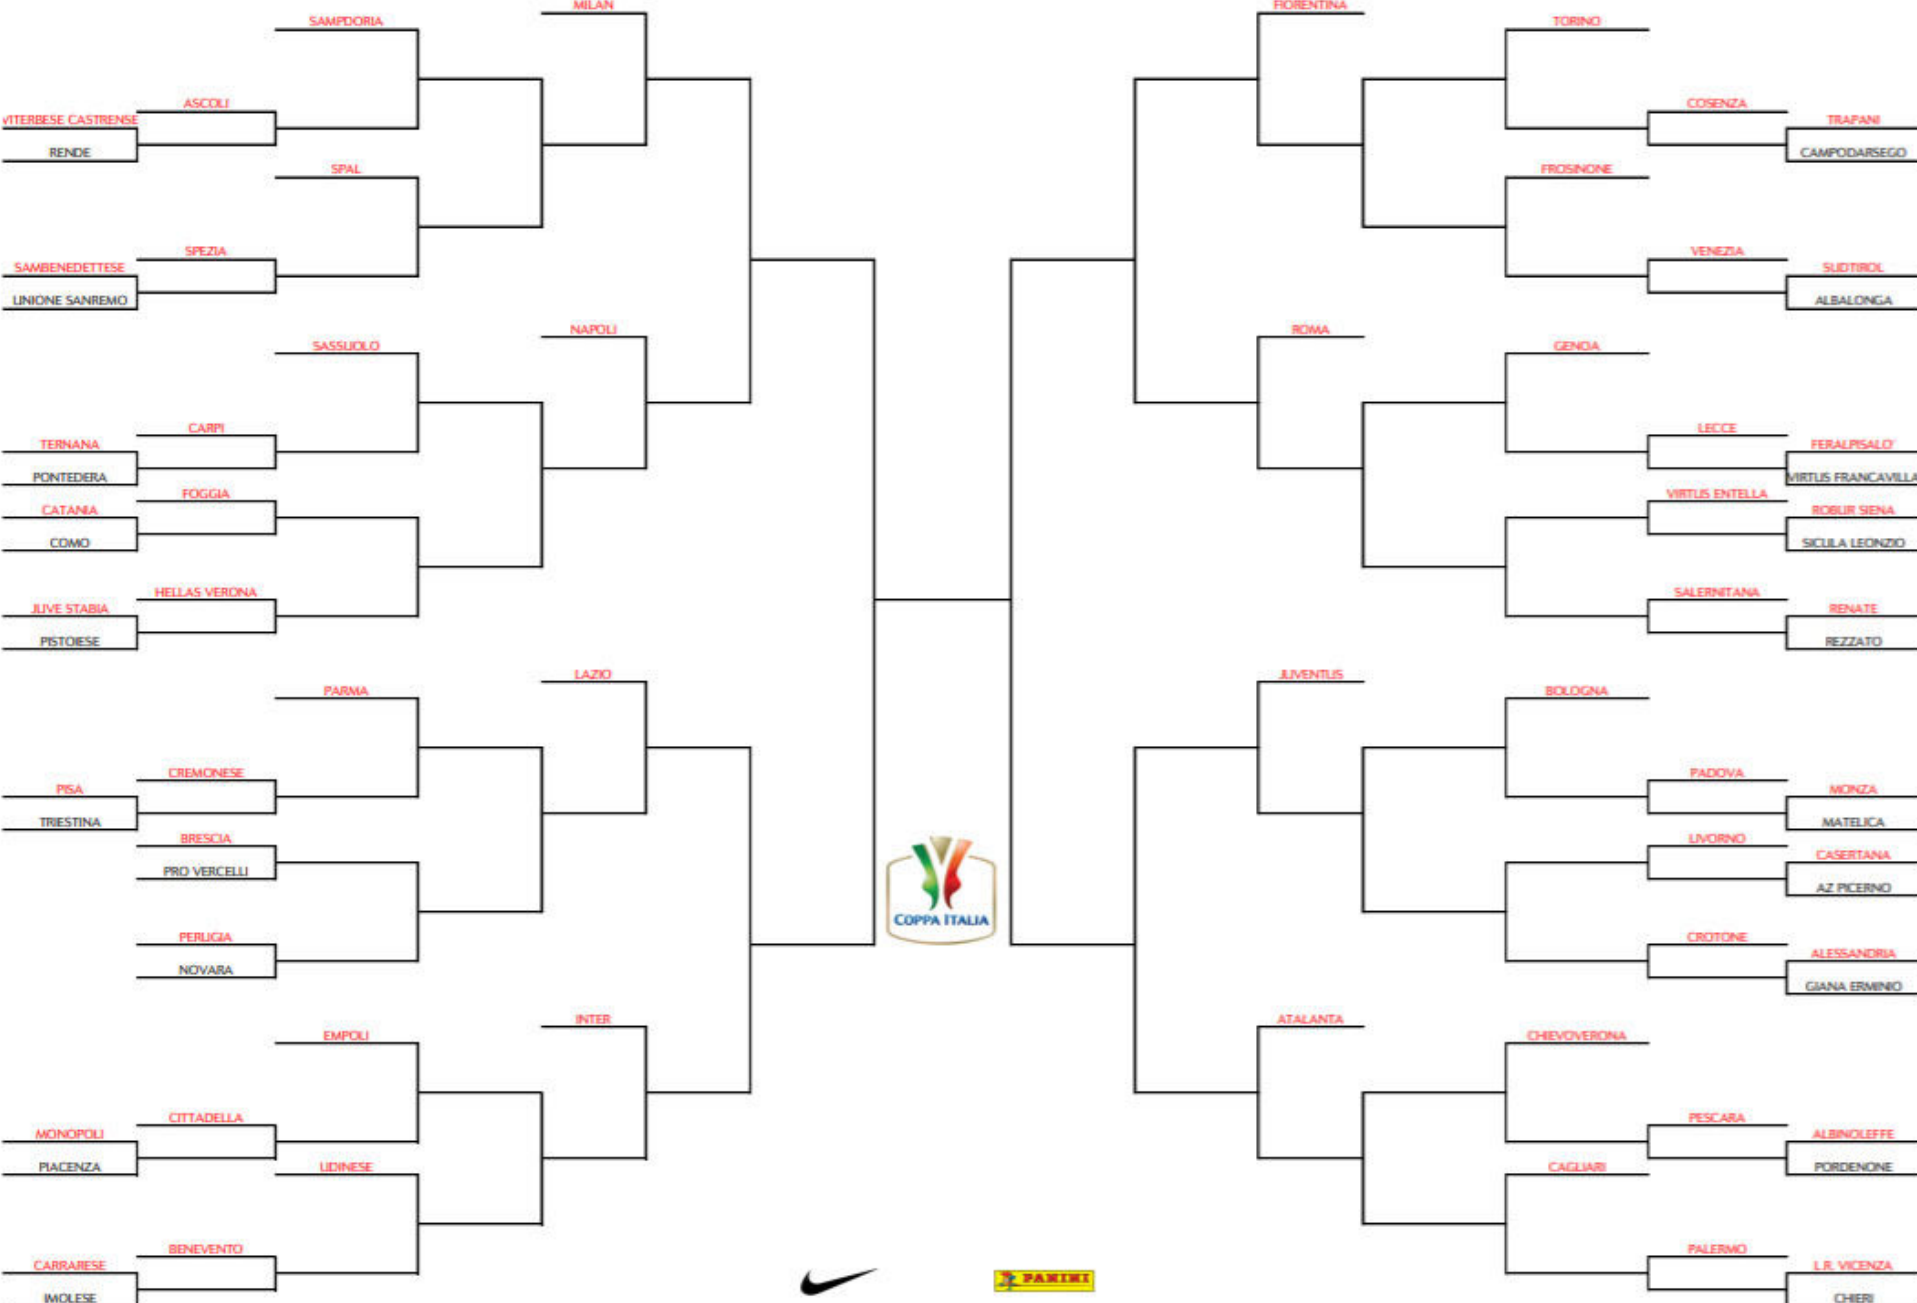 MILAN
FIORENTINA
SAMPDORIA
TORINO
ASCOLI
COSENZA
VITERBESE CASTRENSE
TRAPANI
RENDE
CAMPODARSEGO
SPAL
FROSINONE
SPEZIA
VENEZIA
SAMBENEDETTESE
SUDTIROL
UNIONE SANREMO
ALBALONGA
NAPOLI
ROMA
SASSUOLO
GENOA
CARPI
LECCE
TERNANA
FERALPISALO'
PONTEDERA
VIRTUS FRANCAVILLA
FOGGIA
VIRTUS ENTELLA
CATANIA
ROBUR SIENA
COMO
SICULA LEONZIO
HELLAS VERONA
SALERNITANA
JUVE STABIA
RENATE
PISTOIESE
REZZATO
LAZIO
JUVENTUS
PARMA
BOLOGNA
CREMONESE
PADOVA
PISA
MONZA
TRIESTINA
MATELICA
BRESCIA
LIVORNO
CASERTANA
PRO VERCELLI
AZ PICERNO
COPPA ITALIA
PERUGIA
CROTONE
ALESSANDRIA
NOVARA
GIANA ERMINIO
INTER
ATALANTA
EMPOLI
CHIEVOVERONA
CITTADELLA
PESCARA
MONOPOLI
ALBINOLEFFE
PIACENZA
UDINESE
CAGLIARI
PORDENONE
BENEVENTO
PALERMO
CARRARESE
L.R. VICENZA
PANINI
IMOLESE
CHIERI